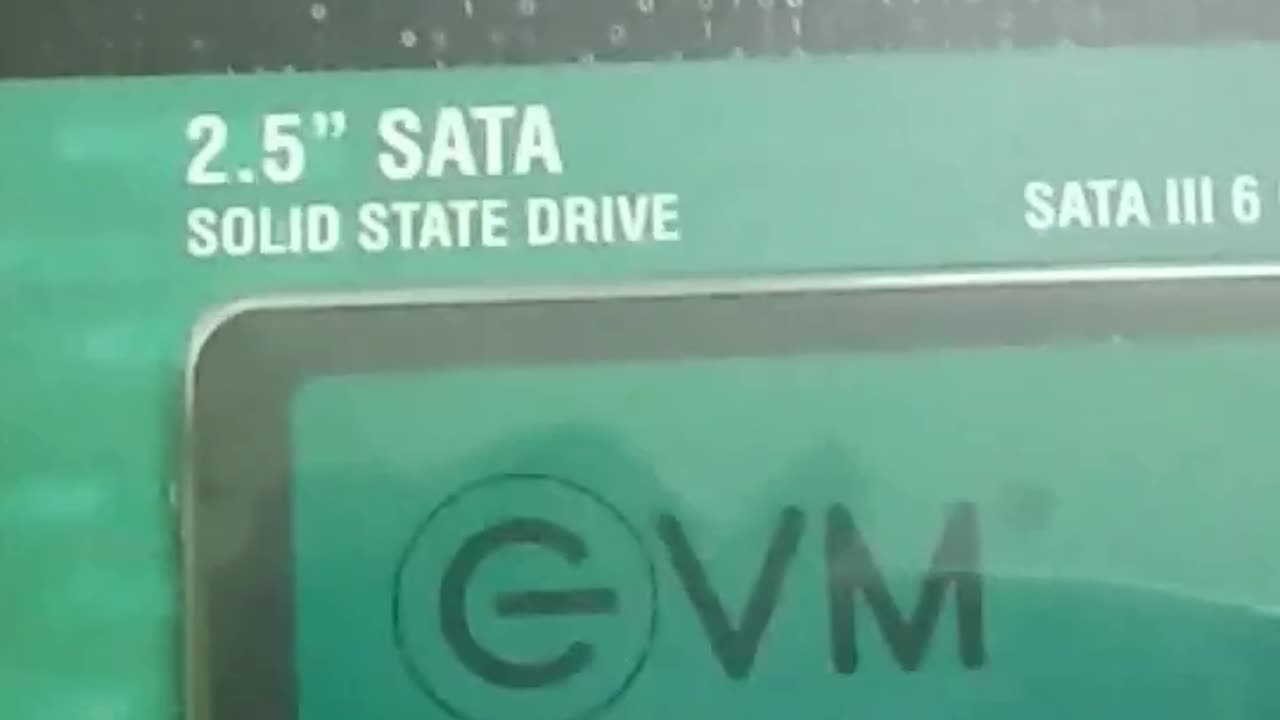 2.5” SATA
SOLID STATE DRIVE
SATA III 6
EVM